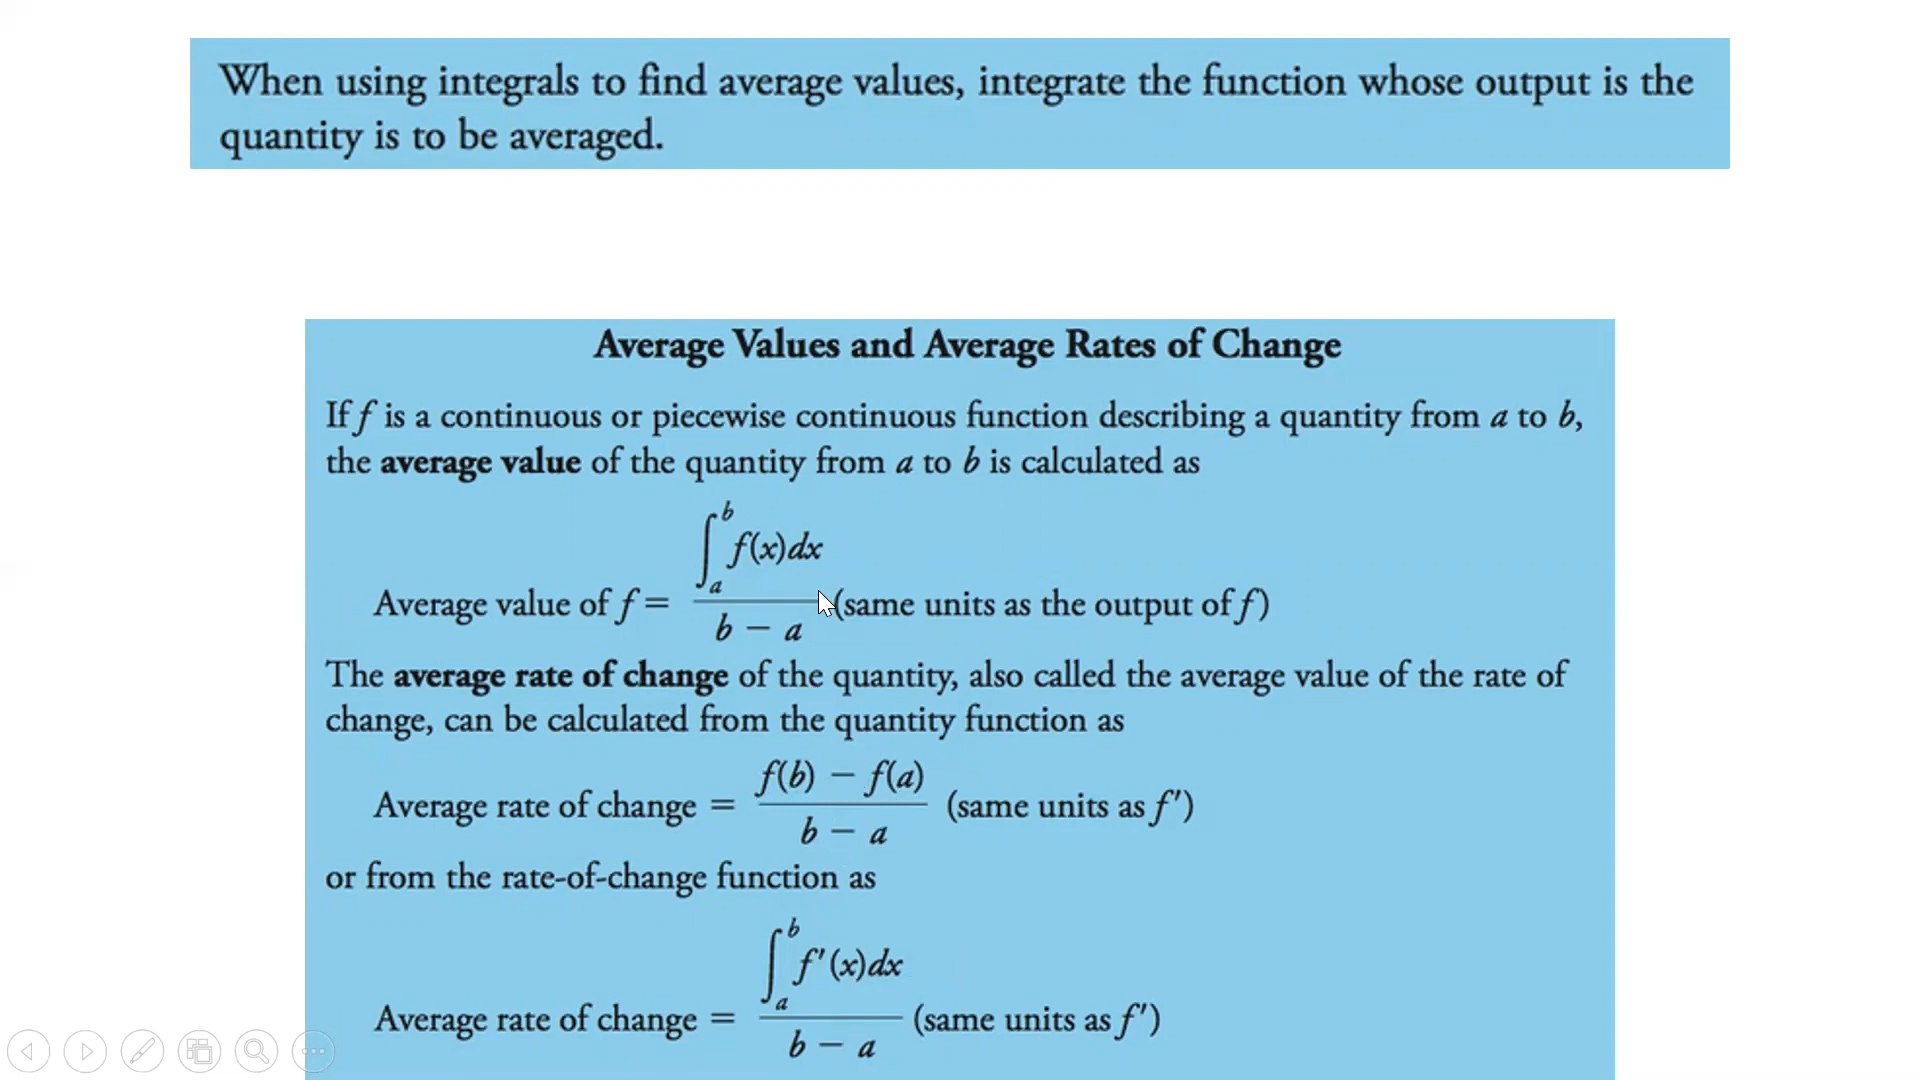 When using integrals to find average values, integrate the function whose output is the
quantity is to be averaged.
Average Values and Average Rates of Change
If f is a continuous or piecewise continuous function describing a quantity from a to b,
the average value of the quantity from a to b is calculated as
Average value of f = \frac{\int_a^b f(x)dx}{b - a} (same units as the output of f)
The average rate of change of the quantity, also called the average value of the rate of
change, can be calculated from the quantity function as
Average rate of change = \frac{f(b) - f(a)}{b - a} (same units as f′)
or from the rate-of-change function as
Average rate of change = \frac{\int_a^b f′(x)dx}{b - a} (same units as f′)